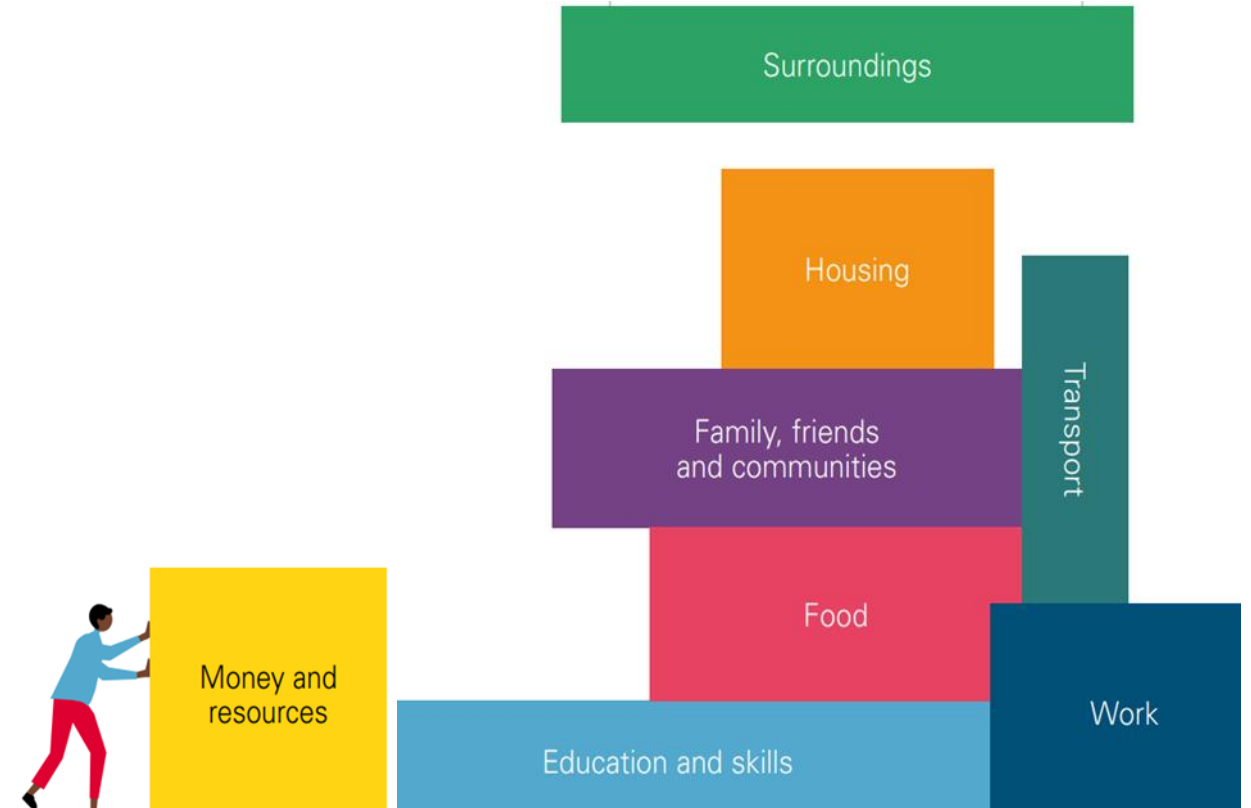 Surroundings
Housing
Transport
Family, friends
and communities
Food
Money and
resources
Work
Education and skills